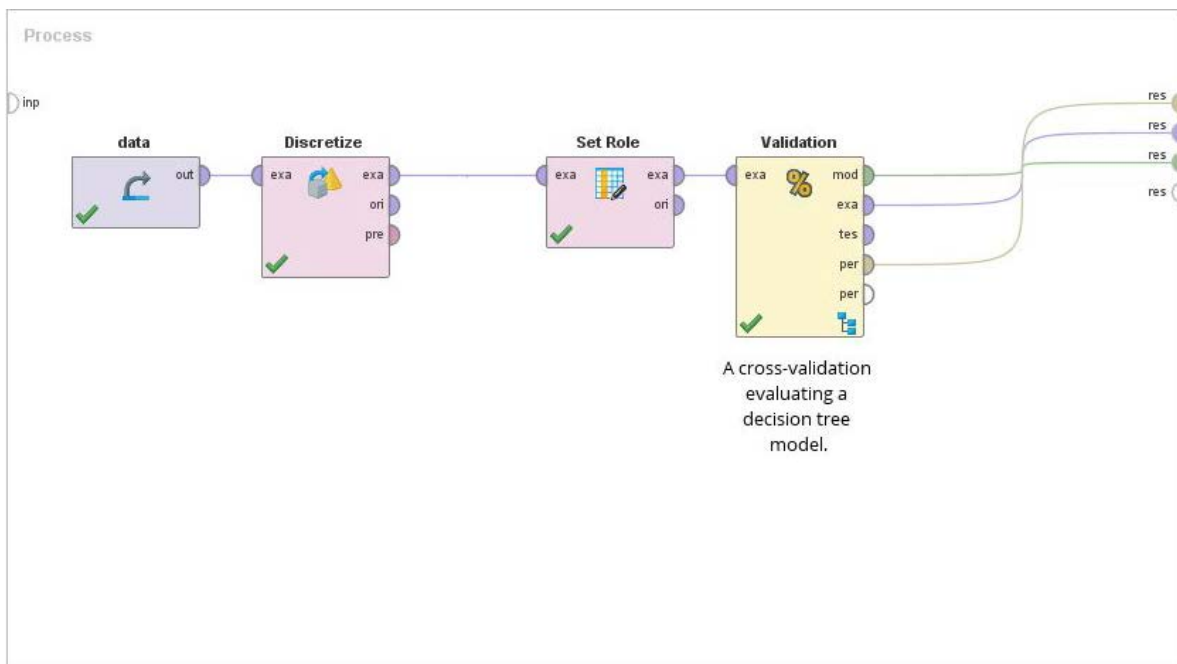 Process
inp
res
res
res
res
data
out
Discretize
exa
exa
ori
pre
Set Role
exa
exa
ori
Validation
exa
mod
exa
tes
per
per
%
A cross-validation
evaluating a
decision tree
model.